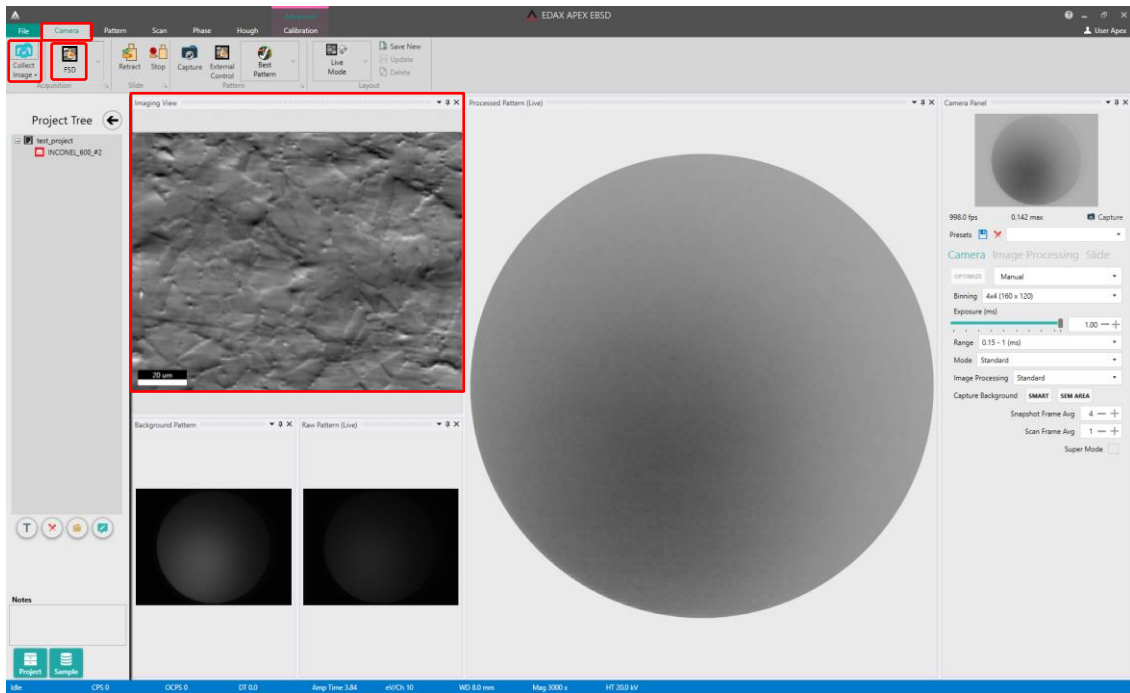 EDAX APEX EBSD
Advanced
User Apex
File Camera Pattern Scan Phase Hough Calibration
Collect Image
FSD
Acquisition
Retract
Stop
Slide
Capture
External Control
Best Pattern
Pattern
Live Mode
Save New
Update
Delete
Layout
Project Tree
test_project
INCONEL_600_#2
T
Notes
Project
Sample
Imaging View
20 um
Background Pattern
Raw Pattern (Live)
Processed Pattern (Live)
Camera Panel
998.0 fps 0.142 max Capture
Presets
Camera Image Processing Slide
OPTIMIZE Manual
Binning 4x4 (160 x 120)
Exposure (ms)
1.00
Range 0.15 - 1 (ms)
Mode Standard
Image Processing Standard
Capture Background SMART SEM AREA
Snapshot Frame Avg 4
Scan Frame Avg 1
Super Mode
Idle CPS 0 OCPS 0 DT 0.0 Amp Time 3.84 eV/Ch 10 WD 8.0 mm Mag 3000 x HT 20.0 kV